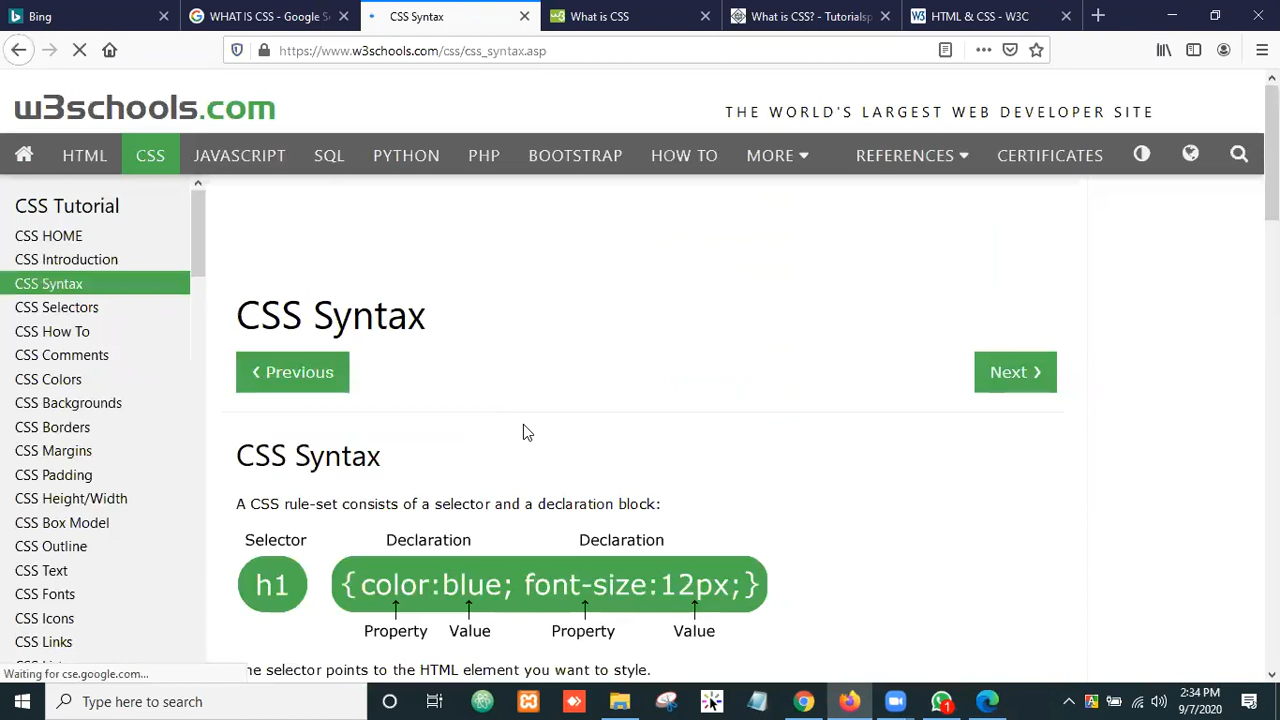 Bing
WHAT IS CSS - Google S
CSS Syntax
What is CSS
What is CSS? - Tutorialsp
HTML & CSS - W3C
https://www.w3schools.com/css/css_syntax.asp
w3schools.com
THE WORLD'S LARGEST WEB DEVELOPER SITE
HTML CSS JAVASCRIPT SQL PYTHON PHP BOOTSTRAP HOW TO MORE REFERENCES CERTIFICATES
CSS Tutorial
CSS HOME
CSS Introduction
CSS Syntax
CSS Selectors
CSS How To
CSS Comments
CSS Colors
CSS Backgrounds
CSS Borders
CSS Margins
CSS Padding
CSS Height/Width
CSS Box Model
CSS Outline
CSS Text
CSS Fonts
CSS Icons
CSS Links
CSS Syntax
❮ Previous
Next ❯
CSS Syntax
A CSS rule-set consists of a selector and a declaration block:
Selector Declaration Declaration
h1 {color:blue; font-size:12px;}
Property Value Property Value
he selector points to the HTML element you want to style.
Waiting for cse.google.com...
Type here to search
1
2:34 PM
9/7/2020